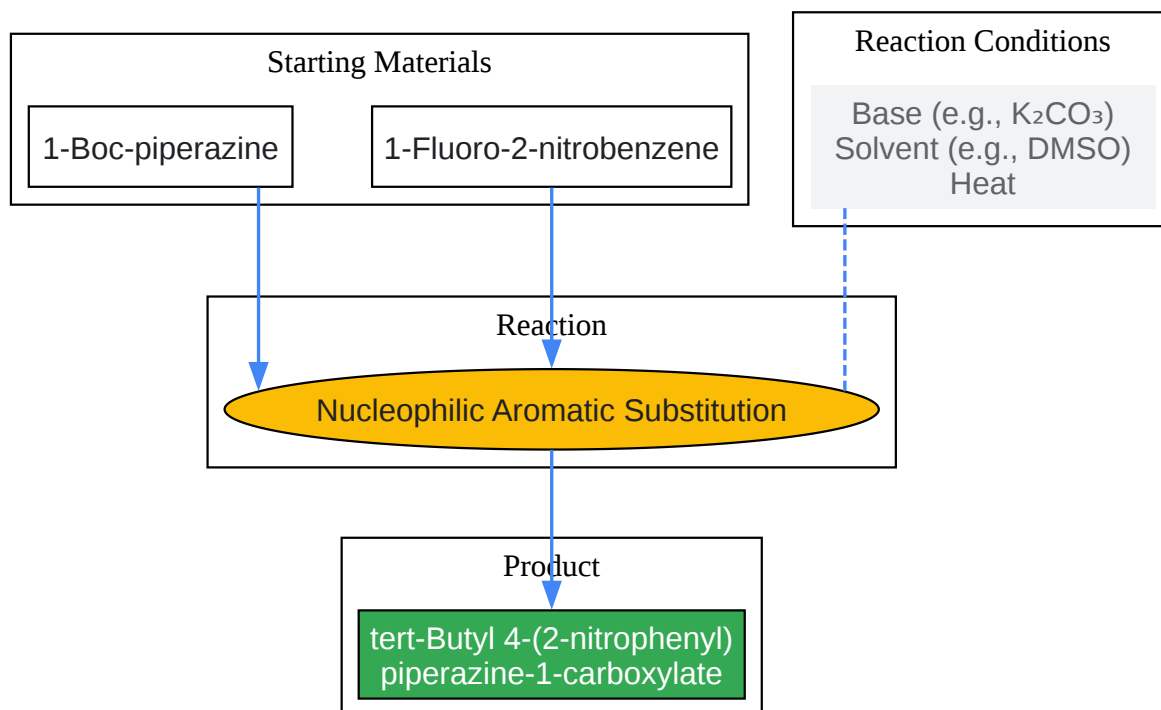 Starting Materials
1-Boc-piperazine
1-Fluoro-2-nitrobenzene
Reaction Conditions
Base (e.g., K₂CO₃)
Solvent (e.g., DMSO)
Heat
Reaction
Nucleophilic Aromatic Substitution
Product
tert-Butyl 4-(2-nitrophenyl)
piperazine-1-carboxylate